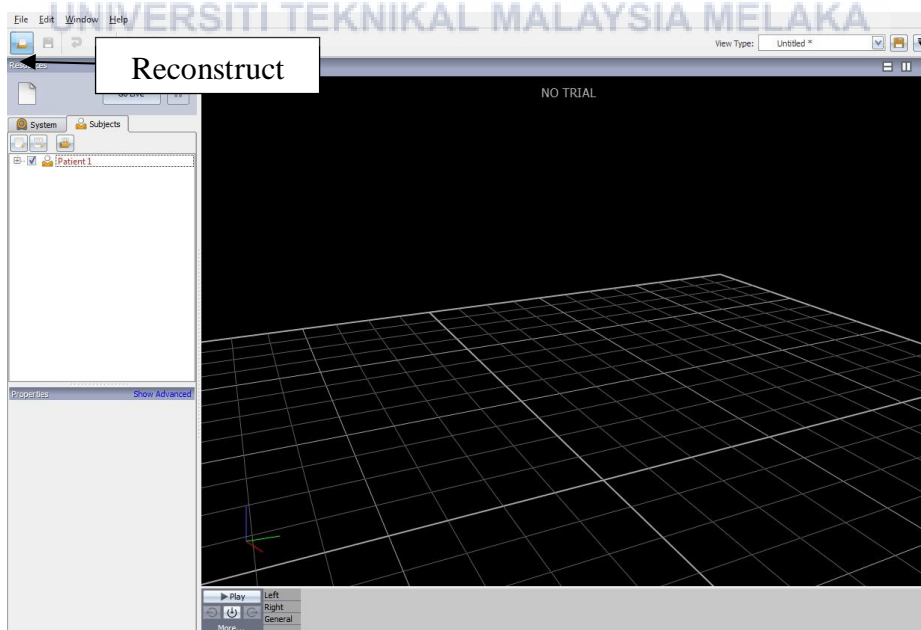 UNIVERSITI TEKNIKAL MALAYSIA MELAKA
File Edit Window Help
View Type: Untitled *
Reconstruct
Resources
Go Live
NO TRIAL
System Subjects
Patient 1
Properties Show Advanced
Play Left
Right
General
More...